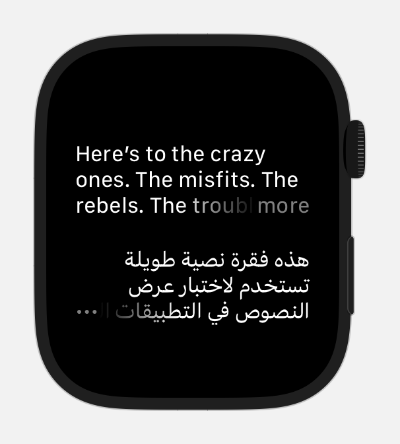 Here's to the crazy
ones. The misfits. The
rebels. The troubl more
هذه فقرة نصية طويلة
تستخدم لاختبار عرض
النصوص في التطبيقات ال...